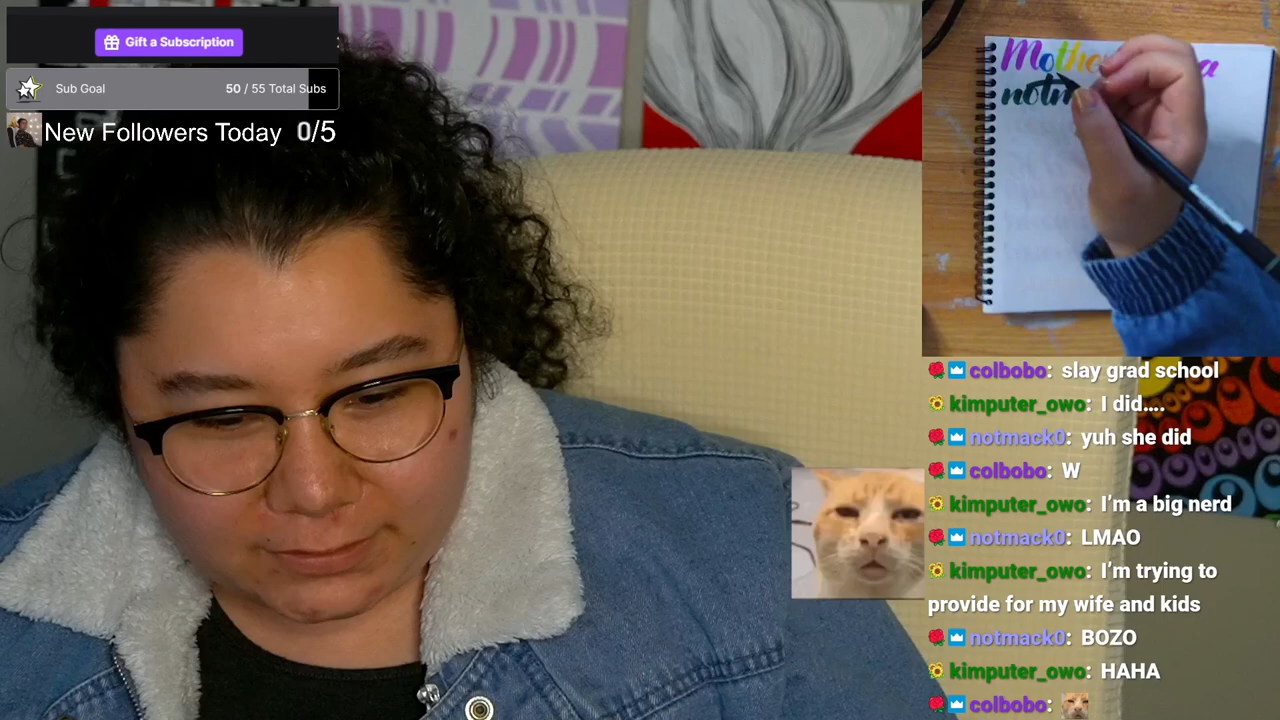 Gift a Subscription
Sub Goal
50 / 55 Total Subs
New Followers Today 0/5
Mothe
a
notm
colbobo: slay grad school
kimputer_owo: I did....
notmack0: yuh she did
colbobo: W
kimputer_owo: I'm a big nerd
notmack0: LMAO
kimputer_owo: I'm trying to
provide for my wife and kids
notmack0: BOZO
kimputer_owo: HAHA
colbobo: